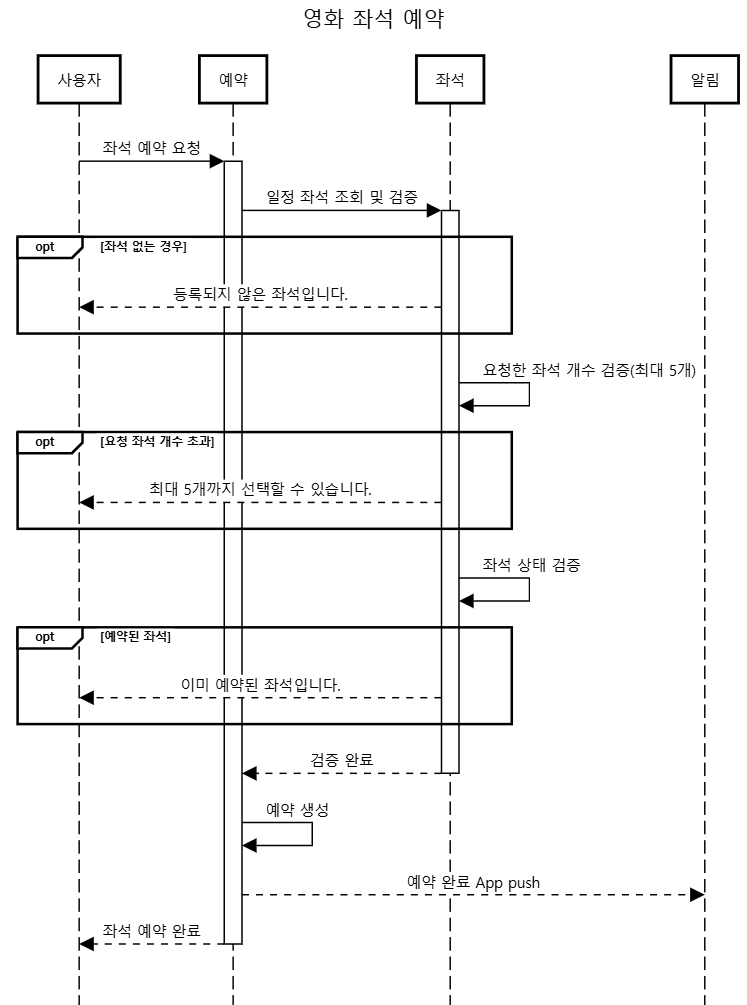 영화 좌석 예약
사용자
예약
좌석
알림
좌석 예약 요청
일정 좌석 조회 및 검증
opt
[좌석 없는 경우]
등록되지 않은 좌석입니다.
요청한 좌석 개수 검증(최대 5개)
opt
[요청 좌석 개수 초과]
최대 5개까지 선택할 수 있습니다.
좌석 상태 검증
opt
[예약된 좌석]
이미 예약된 좌석입니다.
검증 완료
예약 생성
예약 완료 App push
좌석 예약 완료